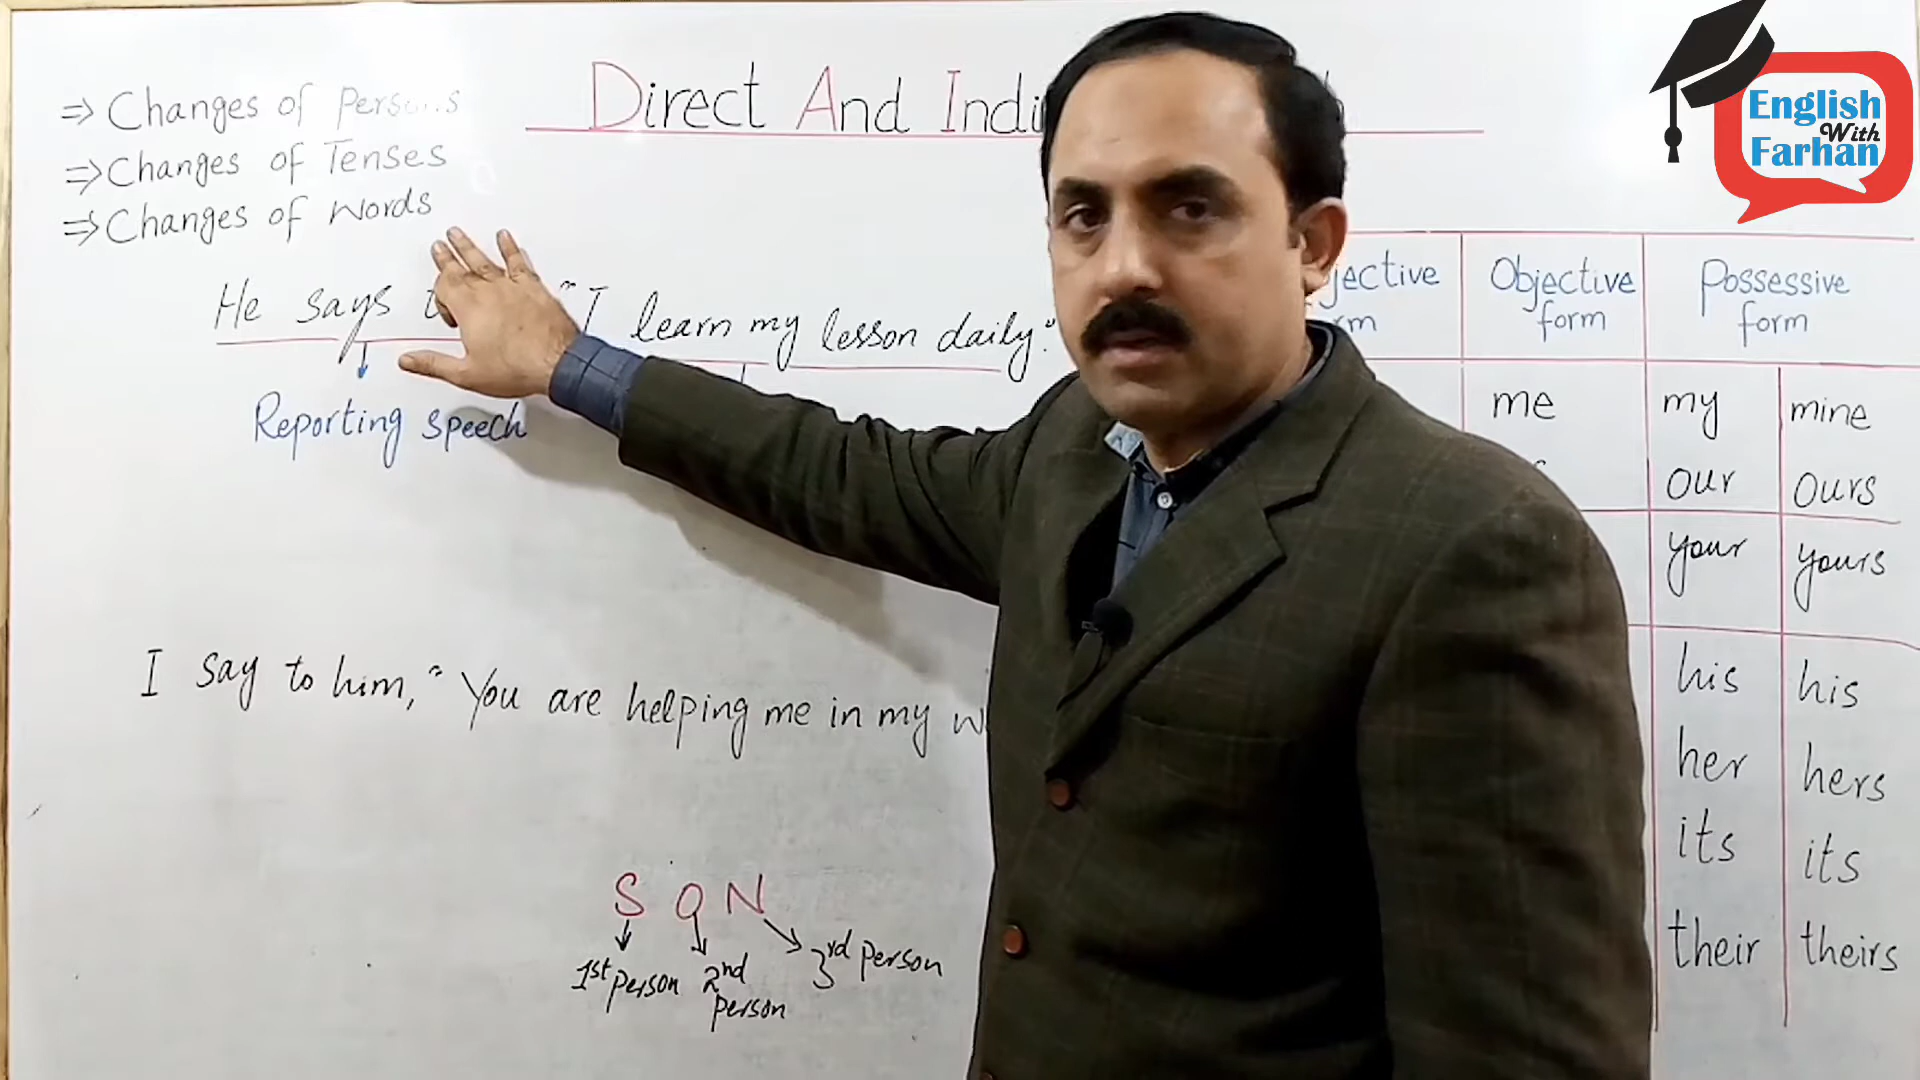 ⇒ Changes of Persons
Direct And Indi
English
With
Farhan
⇒ Changes of Tenses
⇒ Changes of words
He says "I learn my lesson daily."
Reporting speech
jective
rm
Objective
form
Possessive
form
me
my
mine
our
ours
your
yours
I say to him, "You are helping me in my
his
his
her
hers
its
its
their
theirs
S O N
1st person
2nd person
3rd person